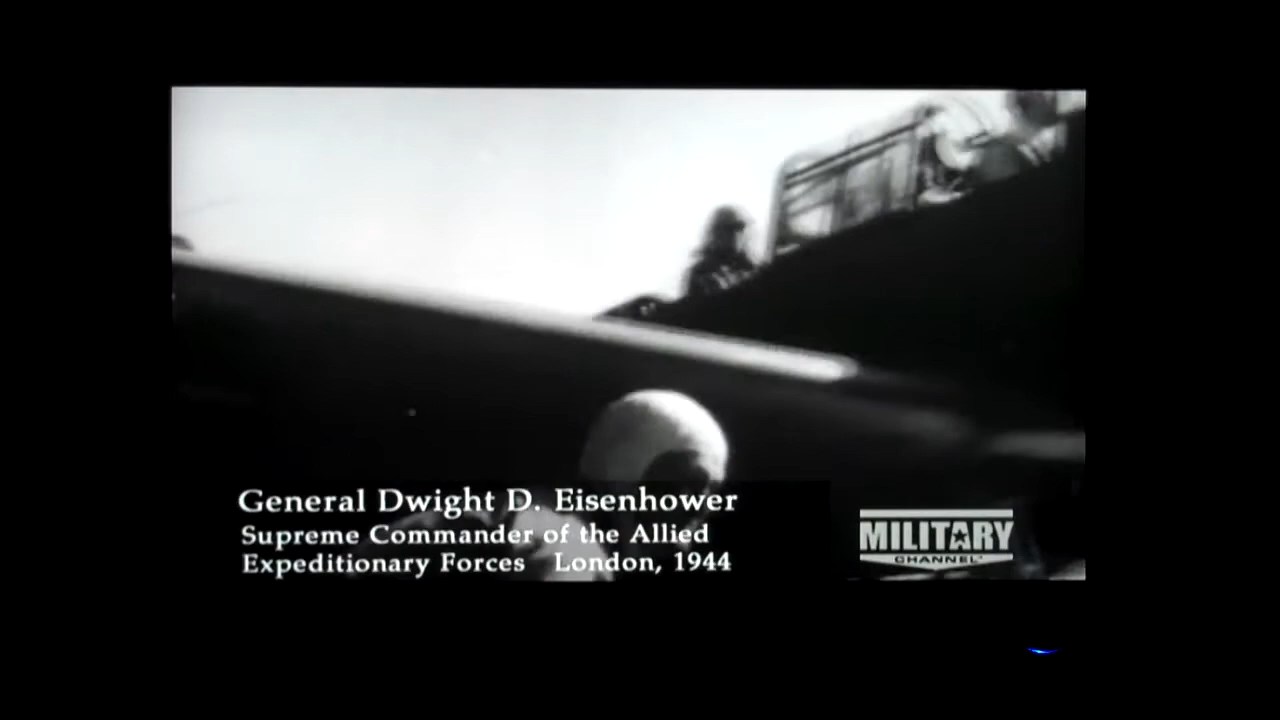 General Dwight D. Eisenhower
Supreme Commander of the Allied
Expeditionary Forces London, 1944
MILITARY
CHANNEL